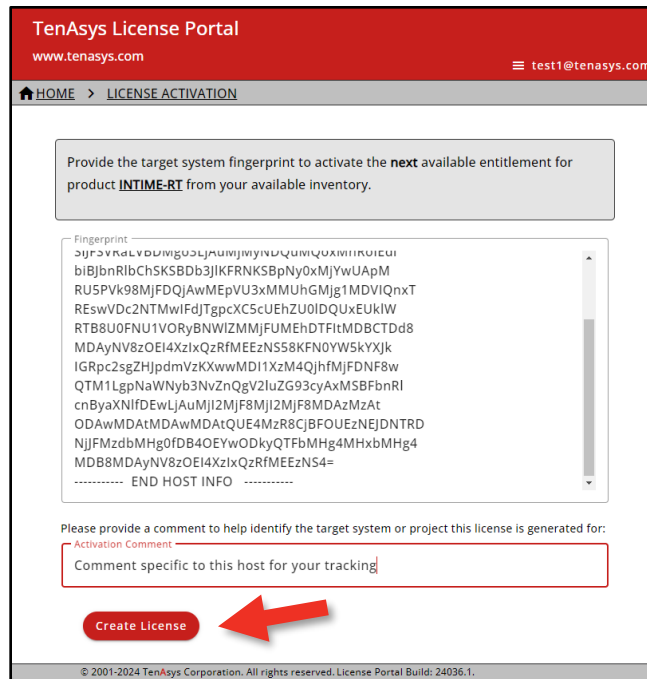 TenAsys License Portal
www.tenasys.com
≡ test1@tenasys.com
HOME > LICENSE ACTIVATION
Provide the target system fingerprint to activate the next available entitlement for
product INTIME-RT from your available inventory.
Fingerprint
biBJbnRlbChSKSBDb3JlKFRNKSBpNy0xMjYwUApM
RU5PVk98MjFDQjAwMEpVU3xMMUhGMjg1MDVIQnxT
REswVDc2NTMwIFdJTgpcXC5cUEhZU0lDQUxEUklW
RTB8U0FNU1VORyBNWlZMMjFUMEhDTFItMDBCTDd8
MDAyNV8zOEI4XzIxQzRfMEEzNS58KFN0YW5kYXJk
IGRpc2sgZHJpdmVzKXwwMDI1XzM4QjhfMjFDNF8w
QTM1LgpNaWNyb3NvZnQgV2luZG93cyAxMSBFbnRl
cnByaXNlfDEwLjAuMjI2MjF8MjI2MjF8MDAzMzAt
ODAwMDAtMDAwMDAtQUE4MzR8CjBFOUEzNEJDNTRD
NjJFMzdbMHg0fDB4OEYwODkyQTFbMHg4MHxbMHg4
MDB8MDAyNV8zOEI4XzIxQzRfMEEzNS4=
----------- END HOST INFO -----------
Please provide a comment to help identify the target system or project this license is generated for:
Activation Comment
Comment specific to this host for your tracking
Create License
© 2001-2024 TenAsys Corporation. All rights reserved. License Portal Build: 24036.1.